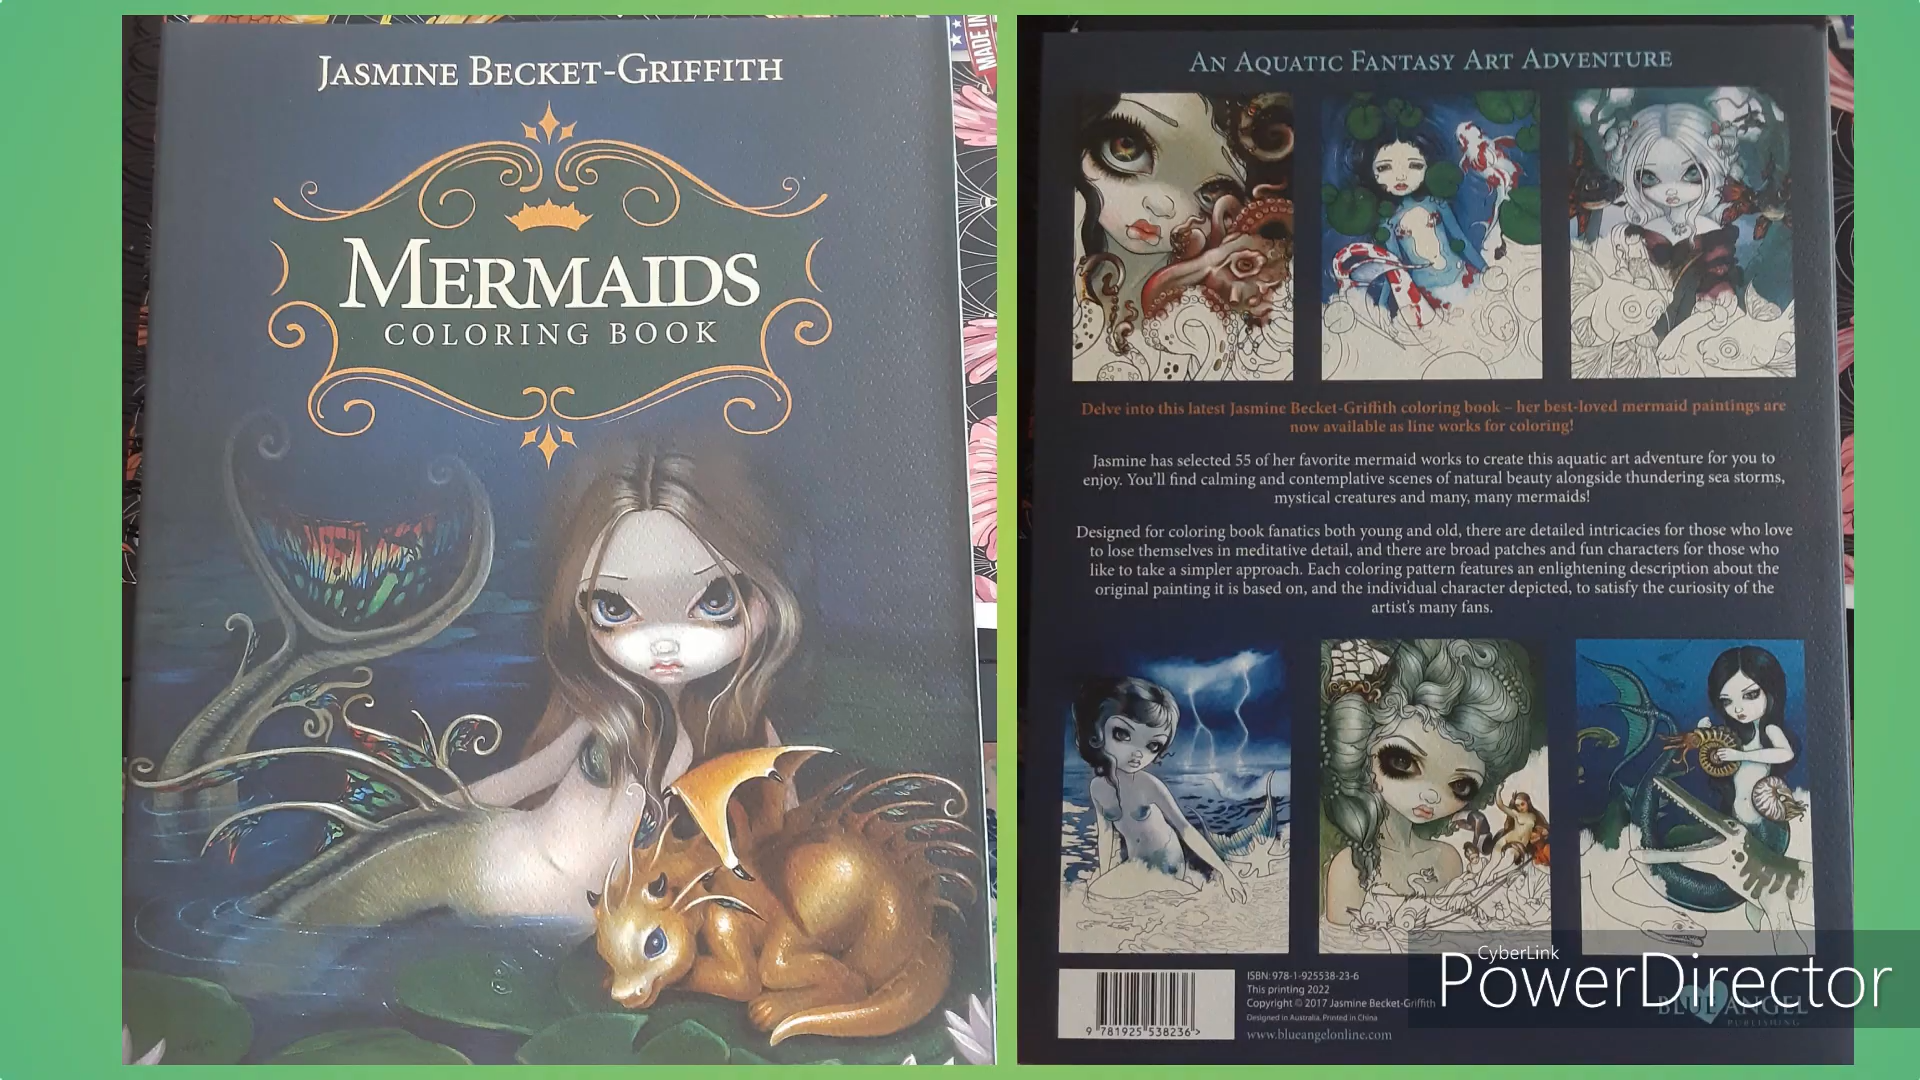 JASMINE BECKET-GRIFFITH
MERMAIDS
COLORING BOOK
MADE IN
AN AQUATIC FANTASY ART ADVENTURE
Delve into this latest Jasmine Becket-Griffith coloring book – her best-loved mermaid paintings are
now available as line works for coloring!
Jasmine has selected 55 of her favorite mermaid works to create this aquatic art adventure for you to
enjoy. You'll find calming and contemplative scenes of natural beauty alongside thundering sea storms,
mystical creatures and many, many mermaids!
Designed for coloring book fanatics both young and old, there are detailed intricacies for those who love
to lose themselves in meditative detail, and there are broad patches and fun characters for those who
like to take a simpler approach. Each coloring pattern features an enlightening description about the
original painting it is based on, and the individual character depicted, to satisfy the curiosity of the
artist's many fans.
ISBN: 978-1-925538-23-6
This printing 2022
Copyright © 2017 Jasmine Becket-Griffith
Designed in Australia. Printed in China
www.blueangelonline.com
9 781925 538236 >
BLUE ANGEL
PUBLISHING
CyberLink
PowerDirector